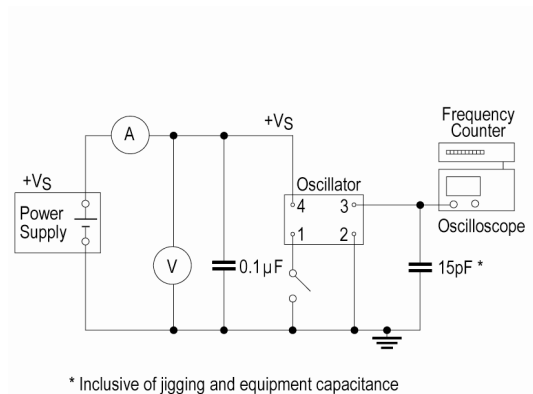 Frequency
Counter
+VS
A
+VS
Power
Supply
Oscillator
4
3
1
2
Oscilloscope
V
0.1µF
15pF *
* Inclusive of jigging and equipment capacitance